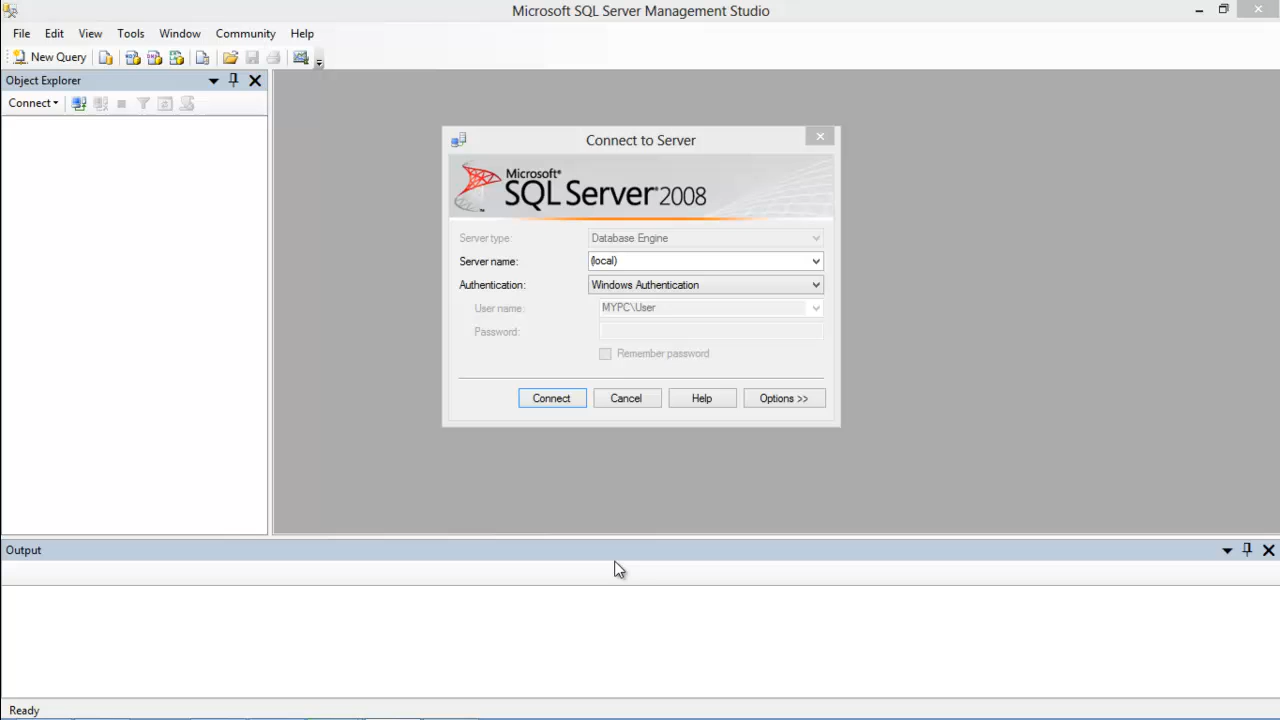 Microsoft SQL Server Management Studio
File Edit View Tools Window Community Help
New Query
Object Explorer
Connect
Connect to Server
Microsoft®
SQL Server® 2008
Server type: Database Engine
Server name: (local)
Authentication: Windows Authentication
User name: MYPC\User
Password:
Remember password
Connect Cancel Help Options >>
Output
Ready